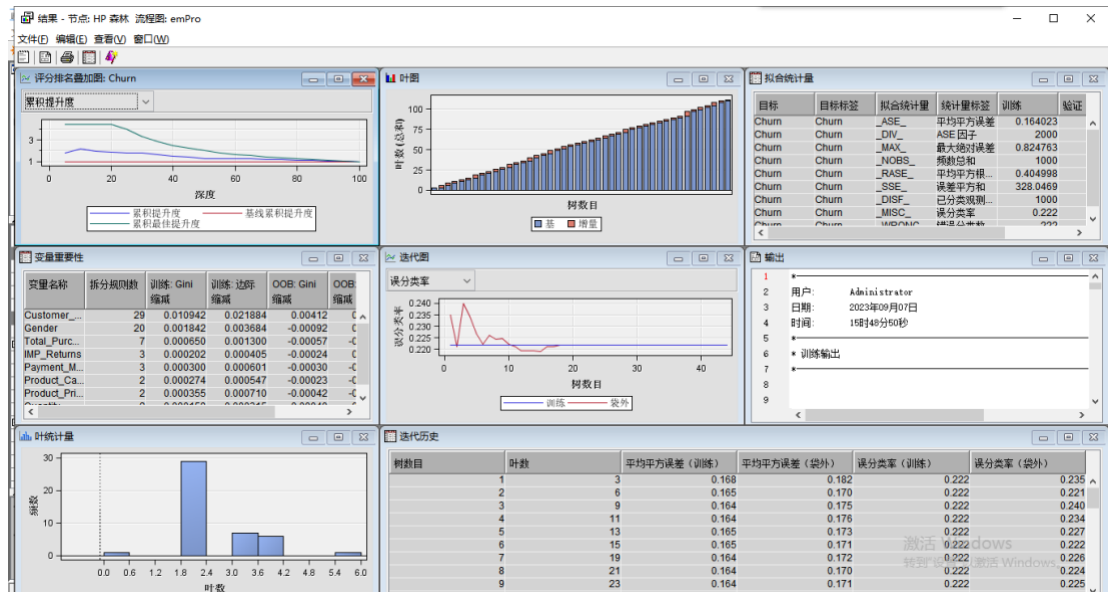 结果 - 节点: HP 森林 流程图: emPro
文件(F) 编辑(E) 查看(V) 窗口(W)
评分排名叠加图: Churn
累积提升度
3
1
0 20 40 60 80 100
深度
累积提升度 基线累积提升度
累积最佳提升度
叶图
叶数 (总和)
100
75
50
25
0
树数目
基 增量
拟合统计量
目标 目标标签 拟合统计量 统计量标签 训练 验证
Churn Churn _ASE_ 平均平方误差 0.164023
Churn Churn _DIV_ ASE 因子 2000
Churn Churn _MAX_ 最大绝对误差 0.824763
Churn Churn _NOBS_ 频数总和 1000
Churn Churn _RASE_ 平均平方根... 0.404998
Churn Churn _SSE_ 误差平方和 328.0469
Churn Churn _DISF_ 已分类观测... 1000
Churn Churn _MISC_ 误分类率 0.222
变量重要性
变量名称 拆分规则数 训练: Gini 缩减 训练: 边际 缩减 OOB: Gini 缩减 OOB: 缩减
Customer_... 29 0.010942 0.021884 0.00412
Gender 20 0.001842 0.003684 -0.00092
Total_Purc... 7 0.000650 0.001300 -0.00057
IMP_Returns 3 0.000202 0.000405 -0.00024
Payment_M... 3 0.000300 0.000601 -0.00030
Product_Ca... 2 0.000274 0.000547 -0.00023
Product_Pri... 2 0.000355 0.000710 -0.00042
迭代图
误分类率
误分类率
0.240
0.235
0.230
0.225
0.220
0 10 20 30 40
树数目
训练 袋外
输出
1 *
2 用户: Administrator
3 日期: 2023年09月07日
4 时间: 15时48分50秒
5 *
6 * 训练输出
7 *
8
9
叶统计量
频数
30
20
10
0
0.0 0.6 1.2 1.8 2.4 3.0 3.6 4.2 4.8 5.4 6.0
叶数
迭代历史
树数目 叶数 平均平方误差 (训练) 平均平方误差 (袋外) 误分类率 (训练) 误分类率 (袋外)
1 3 0.168 0.182 0.222 0.235
2 6 0.165 0.170 0.222 0.221
3 9 0.164 0.175 0.222 0.240
4 11 0.164 0.176 0.222 0.234
5 13 0.165 0.173 0.222 0.227
6 15 0.165 0.171 0.222 0.222
7 19 0.164 0.172 0.222 0.226
8 21 0.164 0.170 0.222 0.224
9 23 0.164 0.171 0.222 0.225
激活 Windows
转到"设置"以激活 Windows。